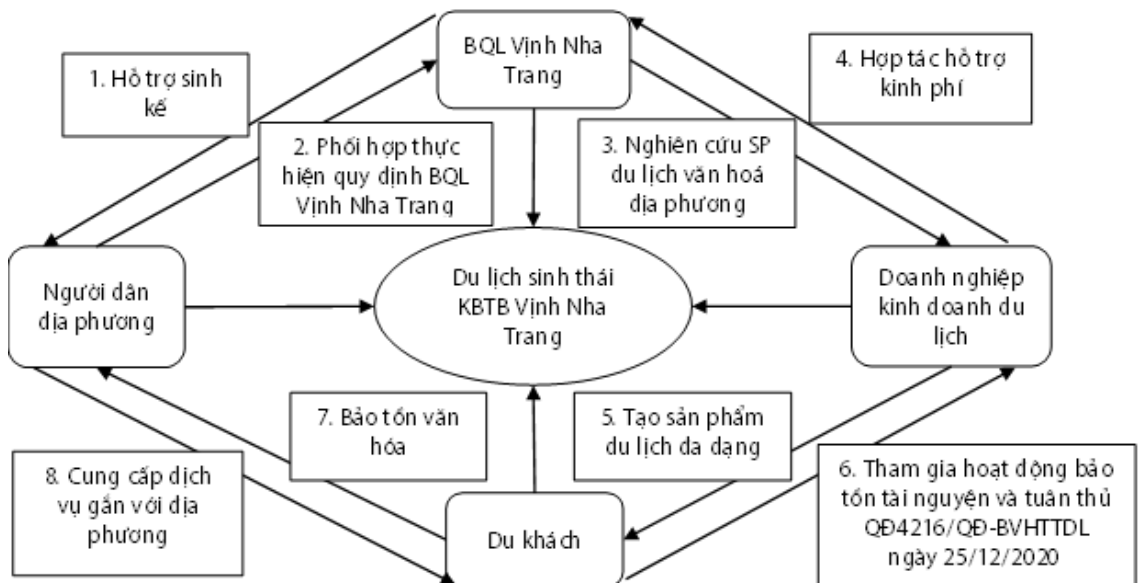 1. Hỗ trợ sinh
kế
BQL Vịnh Nha
Trang
4. Hợp tác hỗ trợ
kinh phí
2. Phối hợp thực
hiện quy định BQL
Vịnh Nha Trang
3. Nghiên cứu SP
du lịch văn hoá
địa phương
Người dân
địa phương
Du lịch sinh thái
KBTB Vịnh Nha
Trang
Doanh nghiệp
kinh doanh du
lịch
7. Bảo tồn văn
hóa
5. Tạo sản phẩm
du lịch đa dạng
8. Cung cấp dịch
vụ gắn với địa
phương
Du khách
6. Tham gia hoạt động bảo
tồn tài nguyện và tuân thủ
QĐ4216/QĐ-BVHTTDL
ngày 25/12/2020